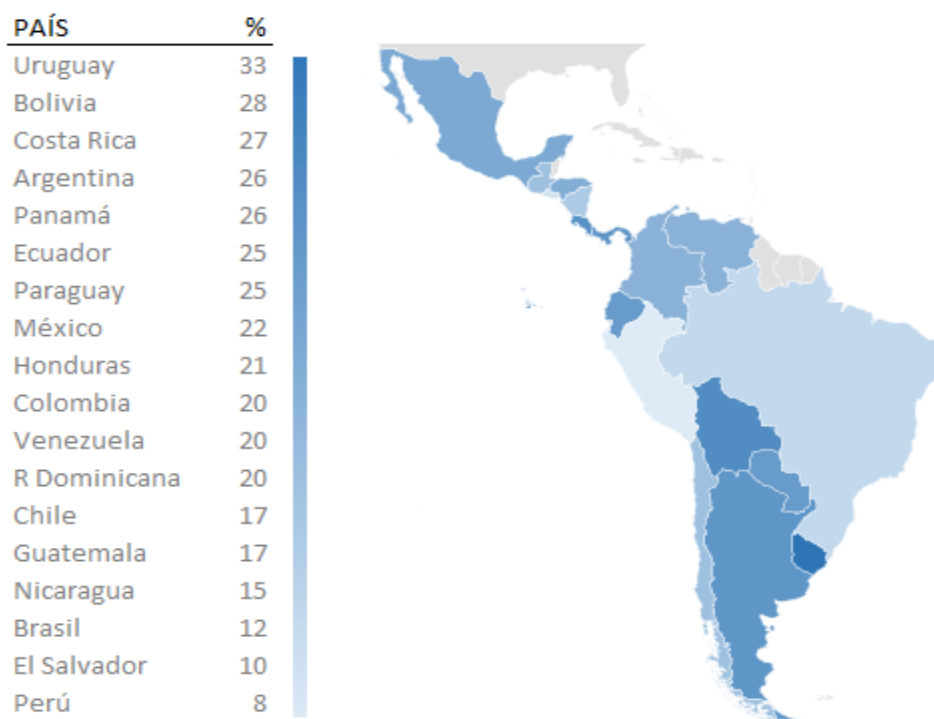 PAÍS %
Uruguay 33
Bolivia 28
Costa Rica 27
Argentina 26
Panamá 26
Ecuador 25
Paraguay 25
México 22
Honduras 21
Colombia 20
Venezuela 20
R Dominicana 20
Chile 17
Guatemala 17
Nicaragua 15
Brasil 12
El Salvador 10
Perú 8